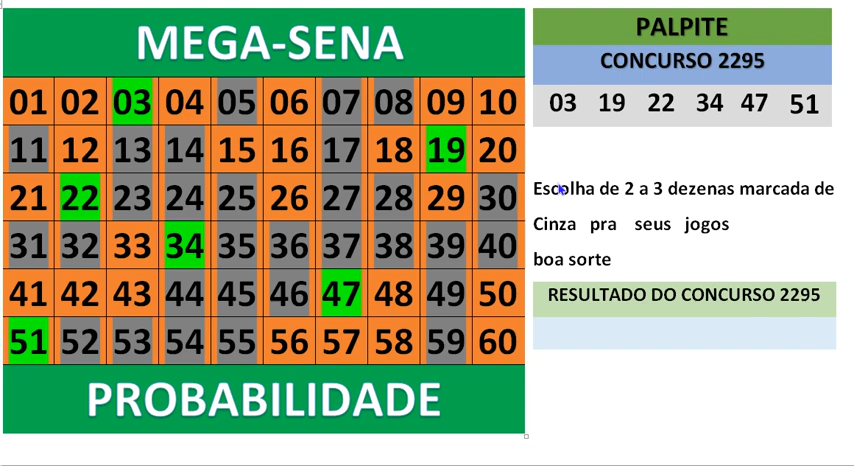 MEGA-SENA
01 02 03 04 05 06 07 08 09 10
11 12 13 14 15 16 17 18 19 20
21 22 23 24 25 26 27 28 29 30
31 32 33 34 35 36 37 38 39 40
41 42 43 44 45 46 47 48 49 50
51 52 53 54 55 56 57 58 59 60
PROBABILIDADE
PALPITE
CONCURSO 2295
03 19 22 34 47 51
Escolha de 2 a 3 dezenas marcada de
Cinza pra seus jogos
boa sorte
RESULTADO DO CONCURSO 2295